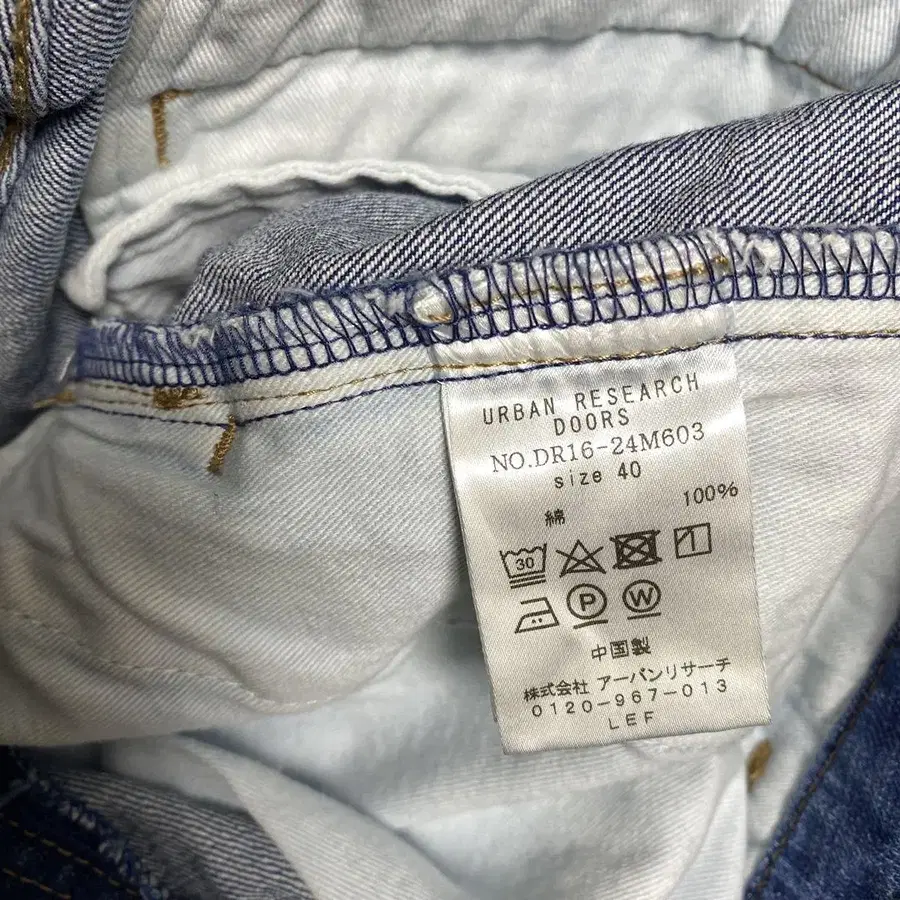 URBAN RESEARCH
DOORS
NO.DR16-24M603
size 40
綿 100%
30
P W
中国製
株式会社 アーバンリサーチ
0120-967-013
LEF